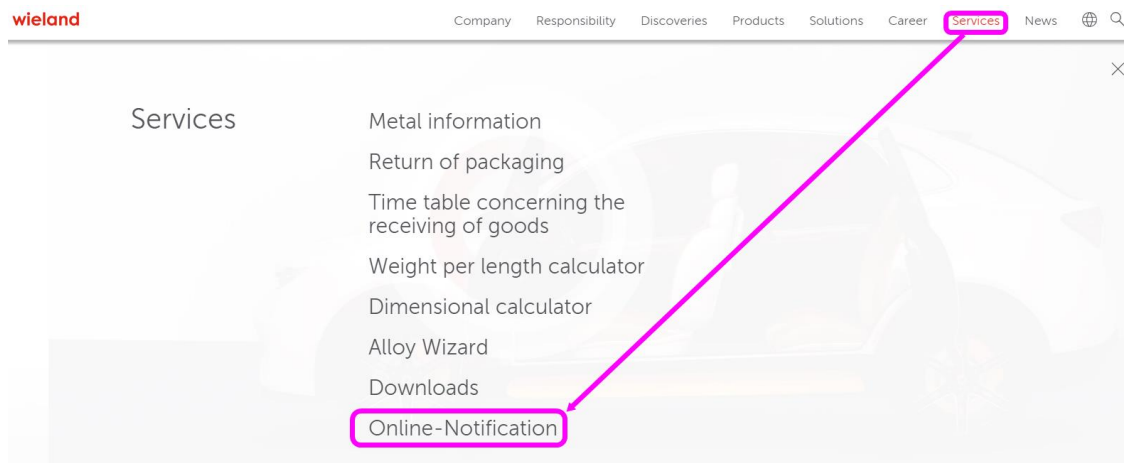 wieland
Company Responsibility Discoveries Products Solutions Career Services News
Services
Metal information
Return of packaging
Time table concerning the
receiving of goods
Weight per length calculator
Dimensional calculator
Alloy Wizard
Downloads
Online-Notification